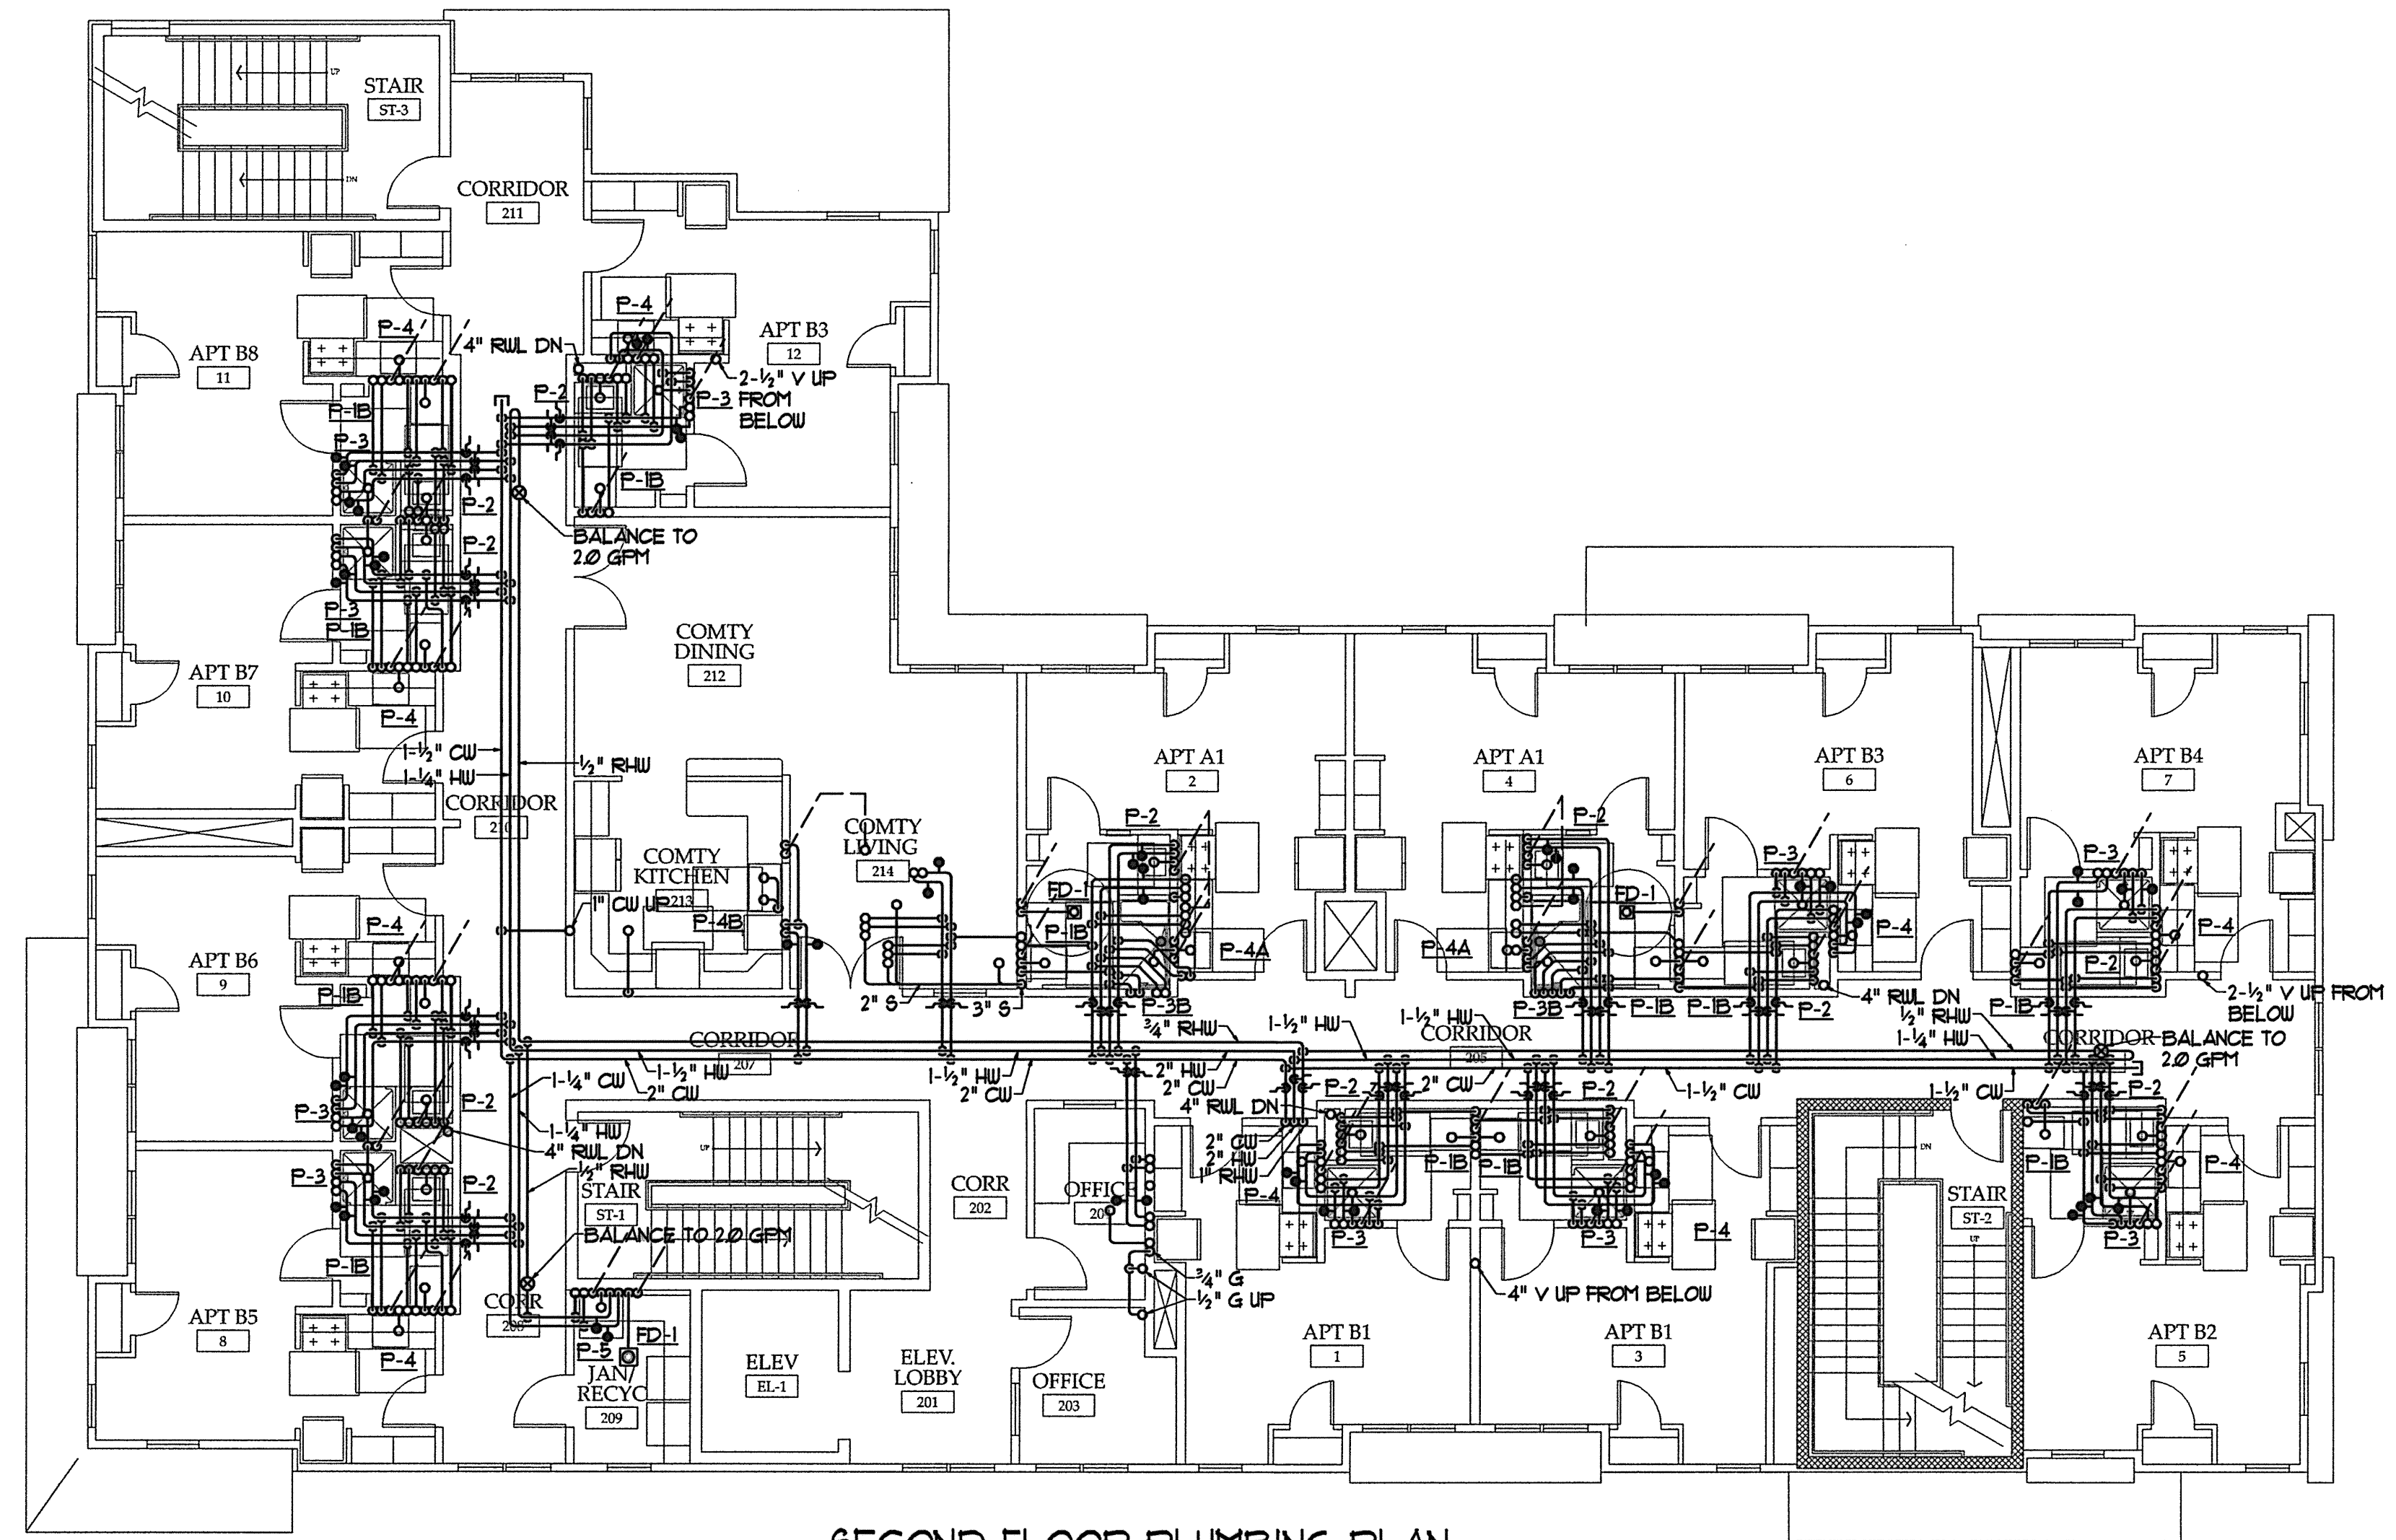 UP
STAIR
ST-3
DN
CORRIDOR
211
P-4
4" RWL DN
APT B3
12
P-4
APT B8
11
2-½" V UP
FROM
BELOW
P-2
P-3
P-1B
P-3
P-1B
P-2
BALANCE TO
2.0 GPM
P-2
P-3
P-1B
COMTY
DINING
212
APT B7
10
P-4
1-½" CW
1-¼" HW
½" RHW
APT A1
2
APT A1
4
APT B3
6
APT B4
7
CORRIDOR
210
COMTY
LIVING
214
P-2
P-2
COMTY
KITCHEN
213
P-3
P-3
1" CW UP
P-4B
FD-1
P-1B
FD-1
P-4
P-4
P-4
P-4A
P-4A
P-2
APT B6
9
P-1B
2" S
3" S
P-3B
P-3B
P-1B
P-1B
P-2
4" RWL DN
P-1B
2-½" V UP FROM
BELOW
¾" RHW
1-½" HW
1-½" HW
CORRIDOR
205
½" RHW
1-¼" HW
CORRIDOR
BALANCE TO
2.0 GPM
CORRIDOR
207
1-½" HW
2" CW
1-½" HW
2" CW
2" HW
2" CW
2" CW
1-½" CW
1-½" CW
1-¼" CW
1-¼" HW
4" RWL DN
½" RHW
P-3
P-2
4" RWL DN
P-2
P-2
P-2
2" CW
2" HW
1" RHW
P-4
P-1B
P-1B
P-1B
P-4
UP
DN
P-3
P-2
STAIR
ST-1
CORR
202
OFFICE
STAIR
ST-2
UP
BALANCE TO 2.0 GPM
P-3
P-3
P-4
P-3
P-1B
¾" G
½" G UP
4" V UP FROM BELOW
CORR
208
APT B5
8
P-4
P-5
FD-1
JAN/
RECYC
209
ELEV
EL-1
ELEV.
LOBBY
201
OFFICE
203
APT B1
1
APT B1
3
APT B2
5
SECOND FLOOR PLUMBING PLAN